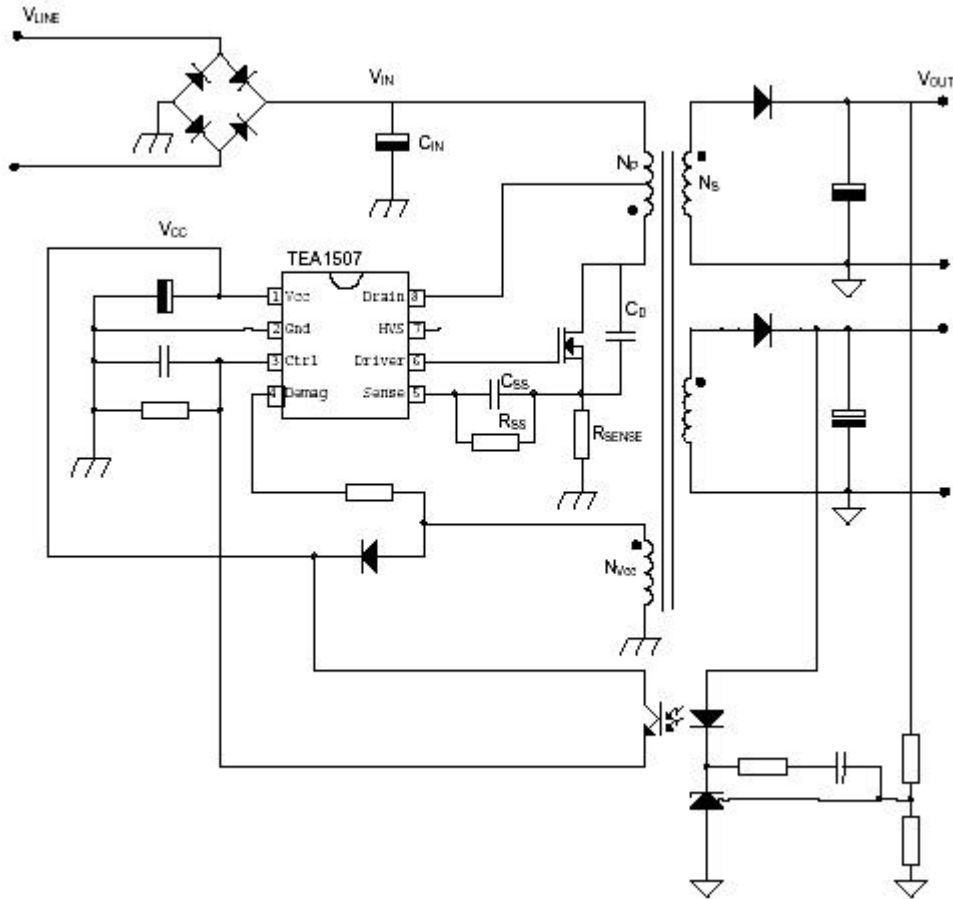 VLINE
VIN
VOUT
CIN
NP
NS
VCC
TEA1507
1 Vcc Drain 8
2 Gnd HVS 7
3 Ctrl Driver 6
4 Demag Sense 5
CD
CSS
RSS
RSENSE
NVcc